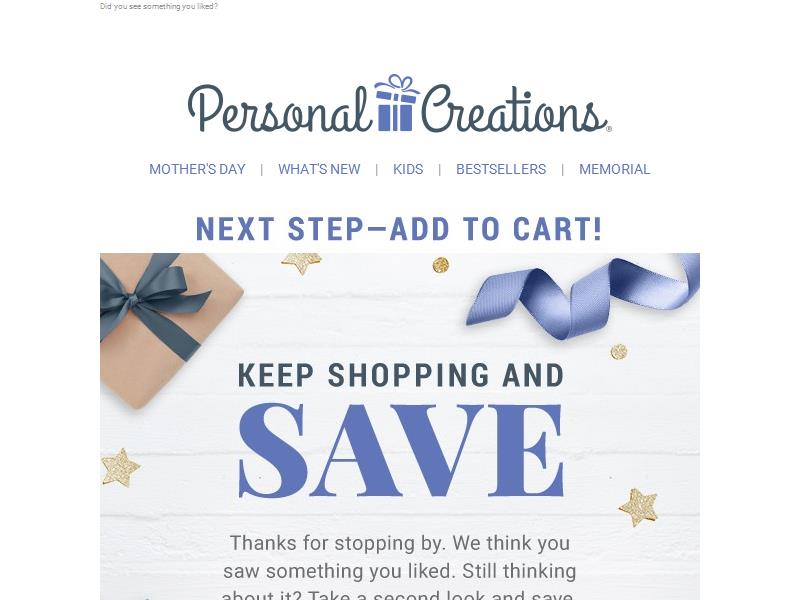 Did you see something you liked?
Personal Creations®
MOTHER'S DAY | WHAT'S NEW | KIDS | BESTSELLERS | MEMORIAL
NEXT STEP—ADD TO CART!
KEEP SHOPPING AND
SAVE
Thanks for stopping by. We think you
saw something you liked. Still thinking
about it? Take a second look and save